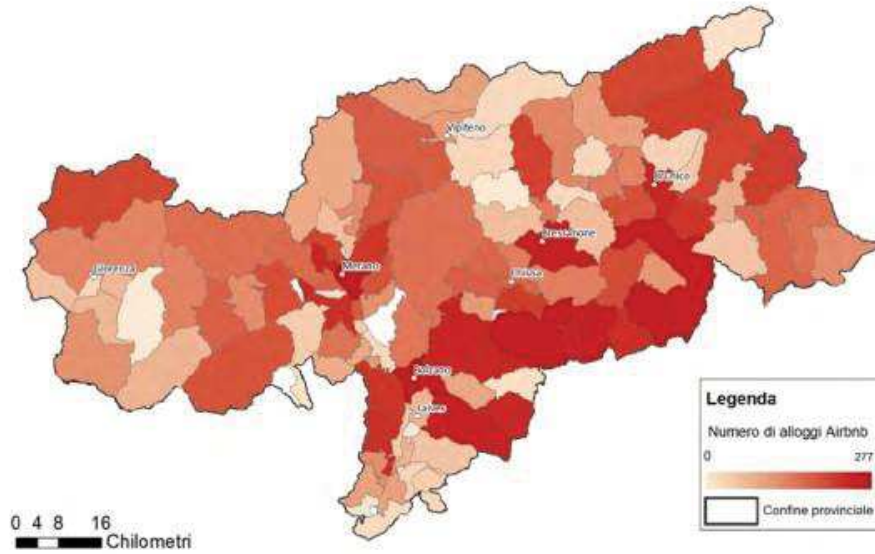 Vipiteno
Brunico
Bressanone
Glorenza
Merano
Chiusa
Bolzano
Laives
Legenda
Numero di alloggi Airbnb
0 277
Confine provinciale
0 4 8 16
Chilometri